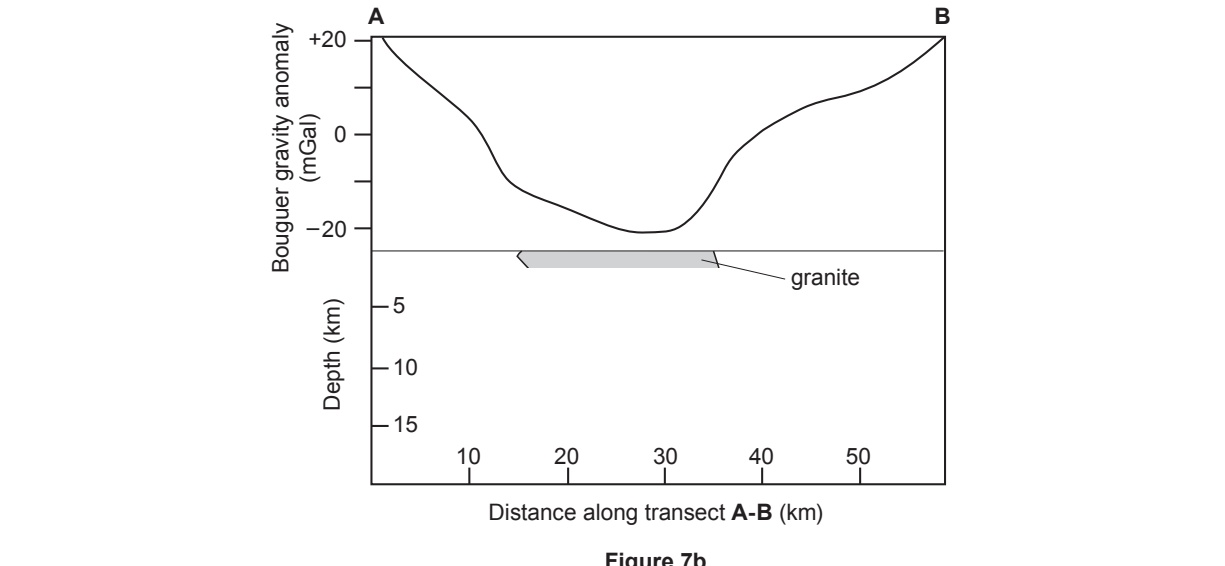 A
B
Bouguer gravity anomaly
(mGal)
+20
0
−20
granite
Depth (km)
5
10
15
10 20 30 40 50
Distance along transect A-B (km)
Figure 7b